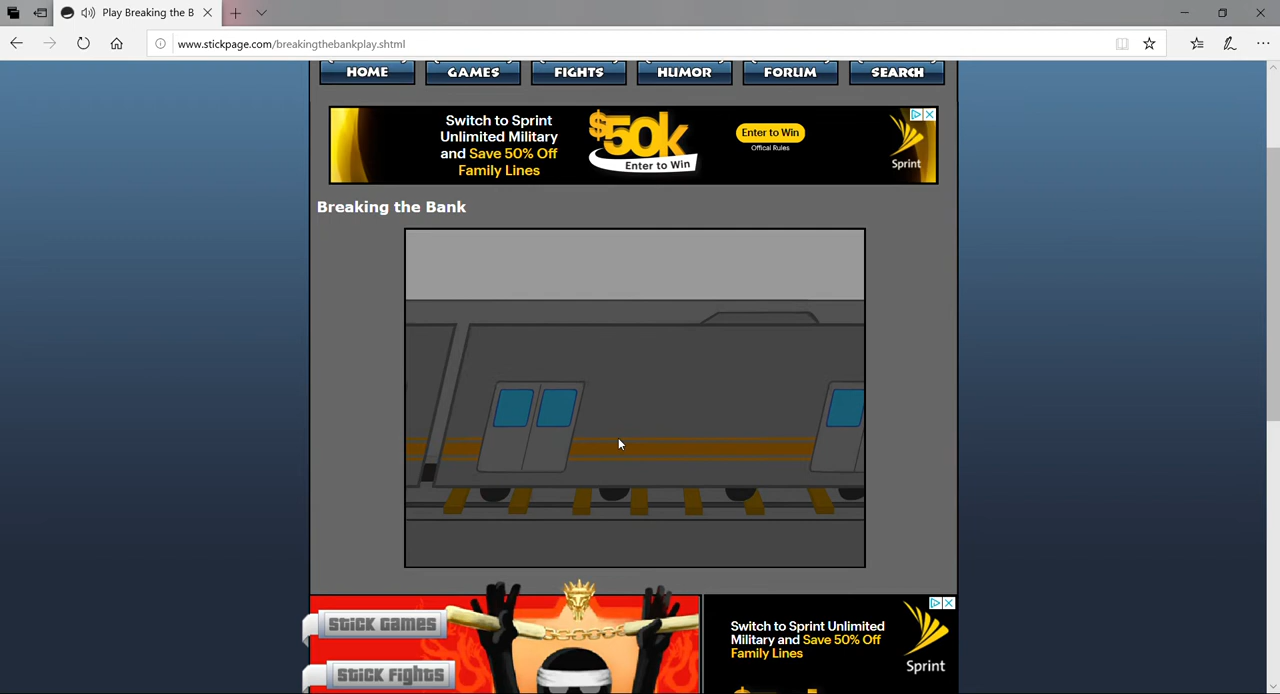 Play Breaking the B
www.stickpage.com/breakingthebankplay.shtml
HOME GAMES FIGHTS HUMOR FORUM SEARCH
Switch to Sprint
Unlimited Military
and Save 50% Off
Family Lines
$50k
Enter to Win
Enter to Win
Offical Rules
Sprint
Breaking the Bank
STICK GAMES
STICK FIGHTS
Switch to Sprint Unlimited
Military and Save 50% Off
Family Lines
Sprint